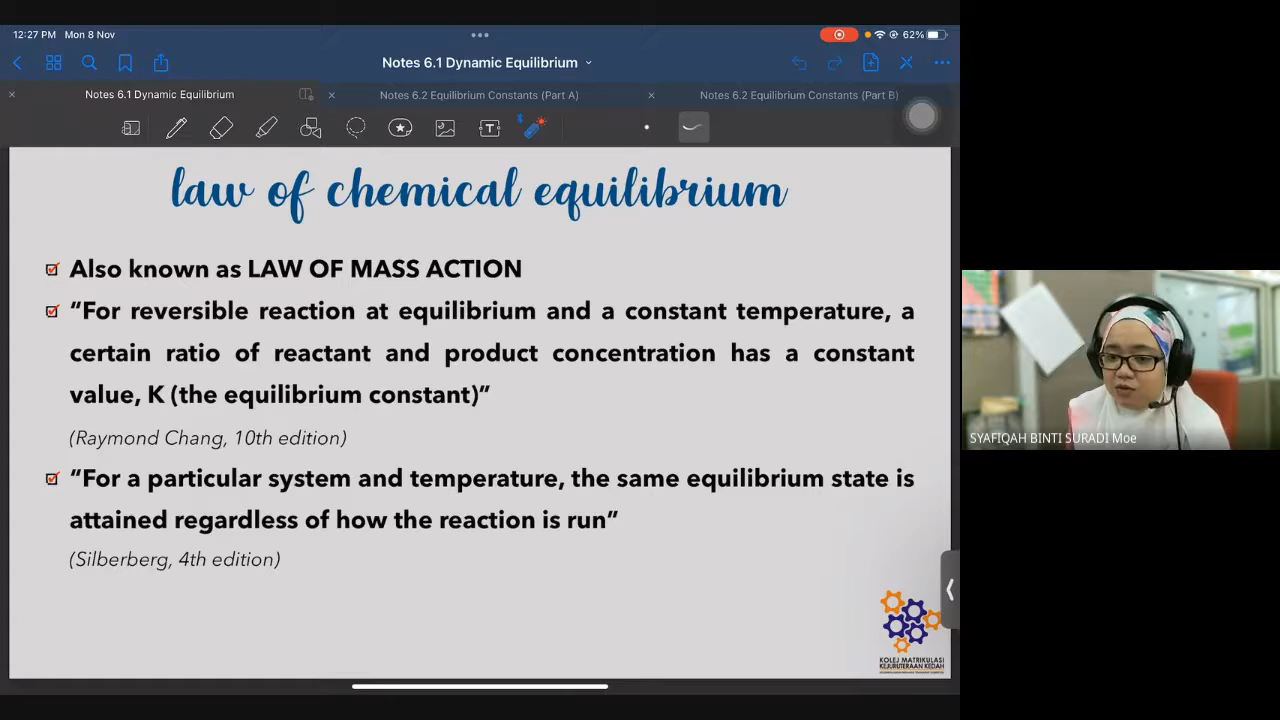 12:27 PM Mon 8 Nov
62%
Notes 6.1 Dynamic Equilibrium
Notes 6.1 Dynamic Equilibrium
Notes 6.2 Equilibrium Constants (Part A)
Notes 6.2 Equilibrium Constants (Part B)
law of chemical equilibrium
Also known as LAW OF MASS ACTION
“For reversible reaction at equilibrium and a constant temperature, a
certain ratio of reactant and product concentration has a constant
value, K (the equilibrium constant)”
(Raymond Chang, 10th edition)
“For a particular system and temperature, the same equilibrium state is
attained regardless of how the reaction is run”
(Silberberg, 4th edition)
SYAFIQAH BINTI SURADI Moe
KOLEJ MATRIKULASI
KEJURUTERAAN KEDAH